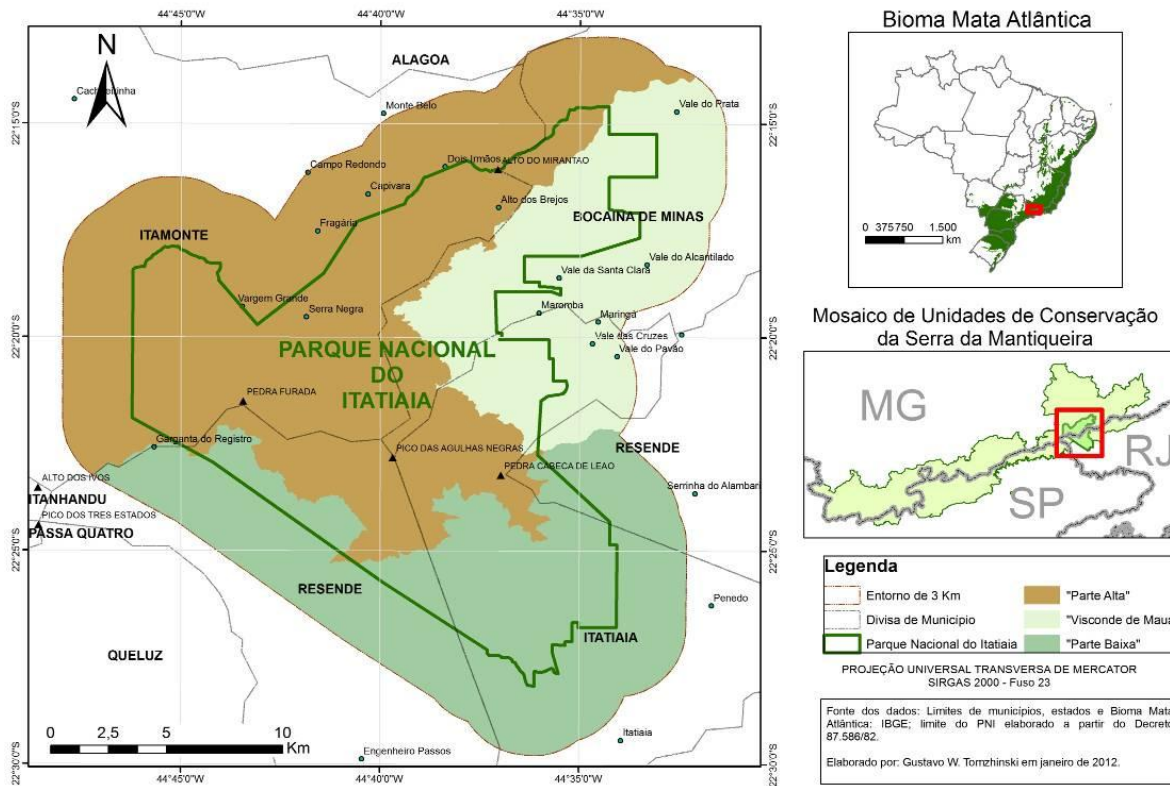 44°45'0"O
44°40'0"O
44°35'0"O
N
ALAGOA
Monte Belo
Vale do Prata
22°15'0"S
22°15'0"S
Campo Redondo
Dois Irmãos
ALTO DO MIRANTAO
Capivara
Alto dos Brejos
BOCAINA DE MINAS
Fragária
ITAMONTE
Vale do Alcantilado
Vale da Santa Clara
Vargem Grande
Serra Negra
Maromba
Maringá
22°20'0"S
22°20'0"S
Vale das Cruzes
Vale do Pavão
PARQUE NACIONAL
DO
ITATIAIA
PEDRA FURADA
Garganta do Registro
PICO DAS AGULHAS NEGRAS
RESENDE
PEDRA CABECA DE LEAO
ALTO DOS IVOS
Serrinha do Alambari
ITANHANDU
PICO DOS TRES ESTADOS
PASSA QUATRO
22°25'0"S
22°25'0"S
RESENDE
Penedo
ITATIAIA
QUELUZ
0 2,5 5 10
Km
Itatiaia
Engenheiro Passos
22°30'0"S
22°30'0"S
44°45'0"O
44°40'0"O
44°35'0"O
Bioma Mata Atlântica
0 375750 1.500
km
Mosaico de Unidades de Conservação
da Serra da Mantiqueira
MG
RJ
SP
Legenda
Entorno de 3 Km
"Parte Alta"
Divisa de Município
"Visconde de Maua
Parque Nacional do Itatiaia
"Parte Baixa"
PROJEÇÃO UNIVERSAL TRANSVERSA DE MERCATOR
SIRGAS 2000 - Fuso 23
Fonte dos dados: Limites de municípios, estados e Bioma Mata
Atlântica: IBGE; limite do PNI elaborado a partir do Decreto
87.586/82.
Elaborado por: Gustavo W. Tomzhinski em janeiro de 2012.